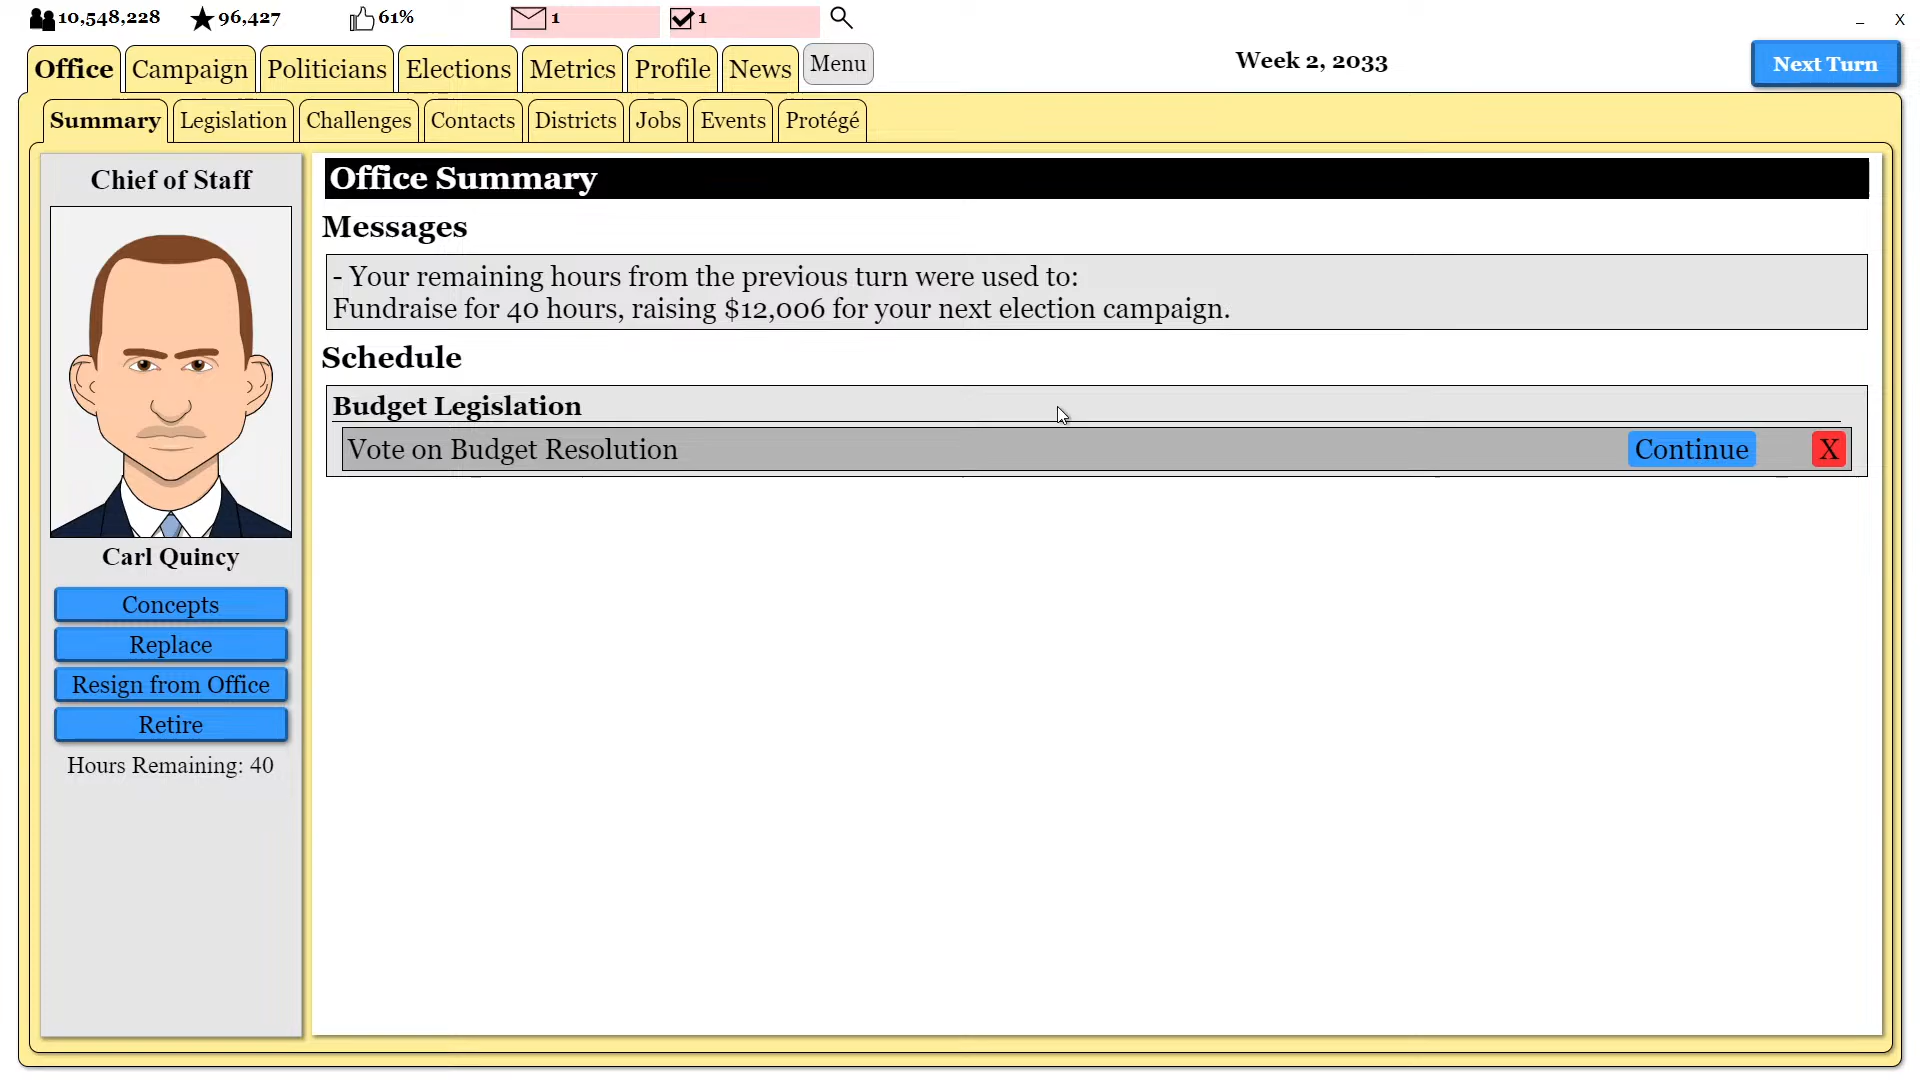 10,548,228 96,427 61% 1 1
_ X
Office Campaign Politicians Elections Metrics Profile News Menu
Week 2, 2033
Next Turn
Summary Legislation Challenges Contacts Districts Jobs Events Protégé
Chief of Staff
Carl Quincy
Concepts
Replace
Resign from Office
Retire
Hours Remaining: 40
Office Summary
Messages
- Your remaining hours from the previous turn were used to:
Fundraise for 40 hours, raising $12,006 for your next election campaign.
Schedule
Budget Legislation
Vote on Budget Resolution Continue X